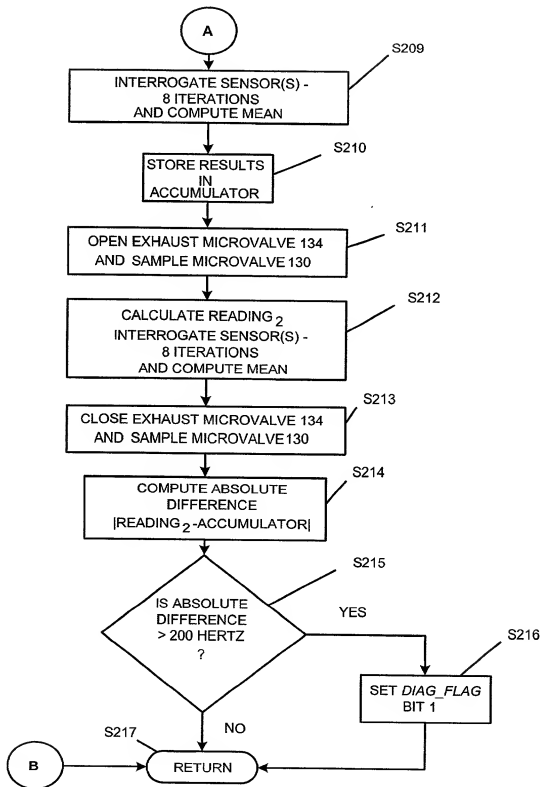 A
S209
INTERROGATE SENSOR(S) -
8 ITERATIONS
AND COMPUTE MEAN
S210
STORE RESULTS
IN
ACCUMULATOR
S211
OPEN EXHAUST MICROVALVE 134
AND SAMPLE MICROVALVE 130
S212
CALCULATE READING 2
INTERROGATE SENSOR(S) -
8 ITERATIONS
AND COMPUTE MEAN
S213
CLOSE EXHAUST MICROVALVE 134
AND SAMPLE MICROVALVE 130
S214
COMPUTE ABSOLUTE
DIFFERENCE
|READING 2 -ACCUMULATOR|
S215
IS ABSOLUTE
DIFFERENCE
> 200 HERTZ
?
YES
S216
SET DIAG_FLAG
BIT 1
NO
S217
B
RETURN